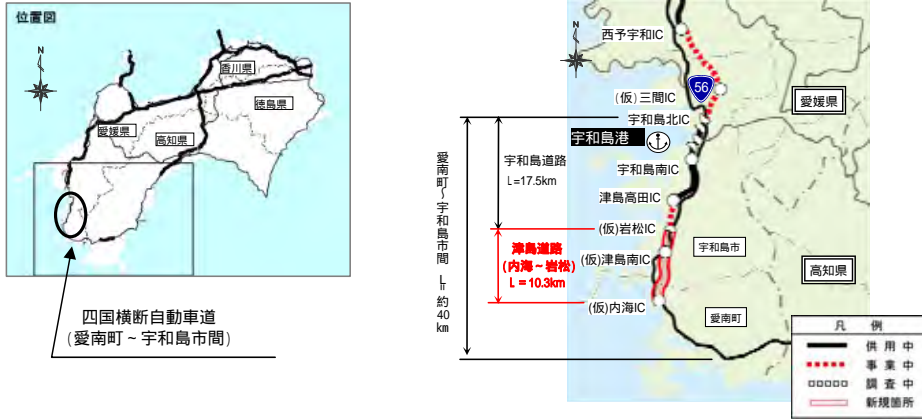 位置図
N
香川県
徳島県
愛媛県
高知県
四国横断自動車道
(愛南町~宇和島市間)
N
西予宇和IC
56
(仮)三間IC
愛媛県
宇和島北IC
宇和島港
宇和島道路
L=17.5km
宇和島南IC
愛南町~宇和島市間 L=約40km
津島高田IC
(仮)岩松IC
津島道路
(内海~岩松)
L=10.3km
宇和島市
(仮)津島南IC
高知県
(仮)内海IC
愛南町
凡 例
供用中
事業中
調査中
新規箇所